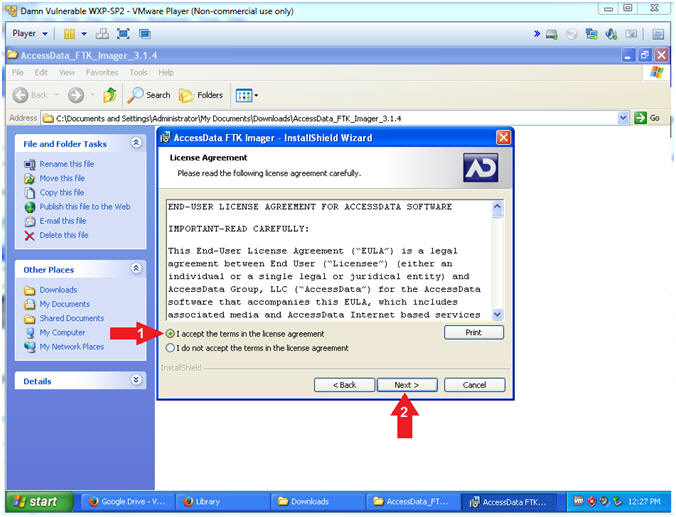 Damn Vulnerable WXP-SP2 - VMware Player (Non-commercial use only)
Player
AccessData_FTK_Imager_3.1.4
File Edit View Favorites Tools Help
Back Search Folders
Address C:\Documents and Settings\Administrator\My Documents\Downloads\AccessData_FTK_Imager_3.1.4 Go
File and Folder Tasks
Rename this file
Move this file
Copy this file
Publish this file to the Web
E-mail this file
Delete this file
Other Places
Downloads
My Documents
Shared Documents
My Computer
My Network Places
Details
AccessData FTK Imager - InstallShield Wizard
License Agreement
Please read the following license agreement carefully.
END-USER LICENSE AGREEMENT FOR ACCESSDATA SOFTWARE
IMPORTANT-READ CAREFULLY:
This End-User License Agreement (“EULA”) is a legal
agreement between End User (“Licensee”) (either an
individual or a single legal or juridical entity) and
AccessData Group, LLC (“AccessData”) for the AccessData
software that accompanies this EULA, which includes
associated media and AccessData Internet based services
1
I accept the terms in the license agreement
Print
I do not accept the terms in the license agreement
InstallShield
< Back Next > Cancel
2
start Google Drive - V... Library Downloads AccessData_FT... AccessData FTK... 12:27 PM